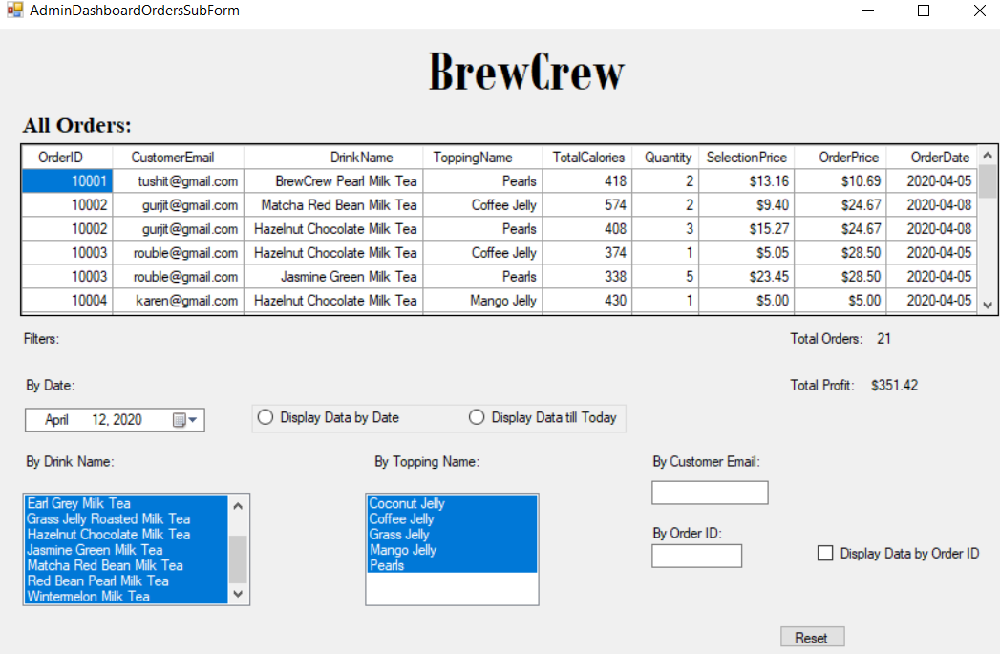 AdminDashboardOrdersSubForm
BrewCrew
All Orders:
OrderID CustomerEmail DrinkName ToppingName TotalCalories Quantity SelectionPrice OrderPrice OrderDate
10001 tushit@gmail.com BrewCrew Pearl Milk Tea Pearls 418 2 $13.16 $10.69 2020-04-05
10002 gurjit@gmail.com Matcha Red Bean Milk Tea Coffee Jelly 574 2 $9.40 $24.67 2020-04-08
10002 gurjit@gmail.com Hazelnut Chocolate Milk Tea Pearls 408 3 $15.27 $24.67 2020-04-08
10003 rouble@gmail.com Hazelnut Chocolate Milk Tea Coffee Jelly 374 1 $5.05 $28.50 2020-04-05
10003 rouble@gmail.com Jasmine Green Milk Tea Pearls 338 5 $23.45 $28.50 2020-04-05
10004 karen@gmail.com Hazelnut Chocolate Milk Tea Mango Jelly 430 1 $5.00 $5.00 2020-04-05
Filters:
Total Orders: 21
By Date:
Total Profit: $351.42
April 12, 2020
Display Data by Date
Display Data till Today
By Drink Name:
Earl Grey Milk Tea
Grass Jelly Roasted Milk Tea
Hazelnut Chocolate Milk Tea
Jasmine Green Milk Tea
Matcha Red Bean Milk Tea
Red Bean Pearl Milk Tea
Wintermelon Milk Tea
By Topping Name:
Coconut Jelly
Coffee Jelly
Grass Jelly
Mango Jelly
Pearls
By Customer Email:
By Order ID:
Display Data by Order ID
Reset